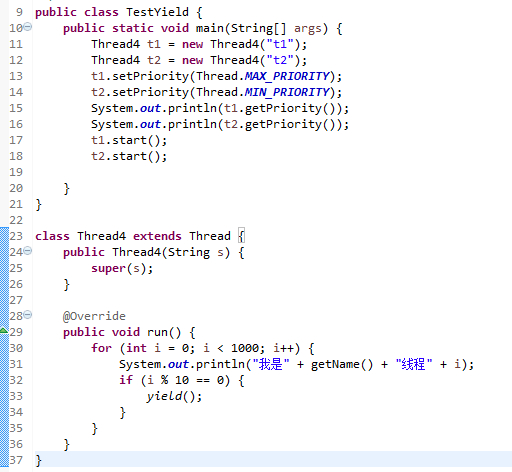 9 public class TestYield {
10 public static void main(String[] args) {
11 Thread4 t1 = new Thread4("t1");
12 Thread4 t2 = new Thread4("t2");
13 t1.setPriority(Thread.MAX_PRIORITY);
14 t2.setPriority(Thread.MIN_PRIORITY);
15 System.out.println(t1.getPriority());
16 System.out.println(t2.getPriority());
17 t1.start();
18 t2.start();
19
20 }
21 }
22
23 class Thread4 extends Thread {
24 public Thread4(String s) {
25 super(s);
26 }
27
28 @Override
29 public void run() {
30 for (int i = 0; i < 1000; i++) {
31 System.out.println("我是" + getName() + "线程" + i);
32 if (i % 10 == 0) {
33 yield();
34 }
35 }
36 }
37 }